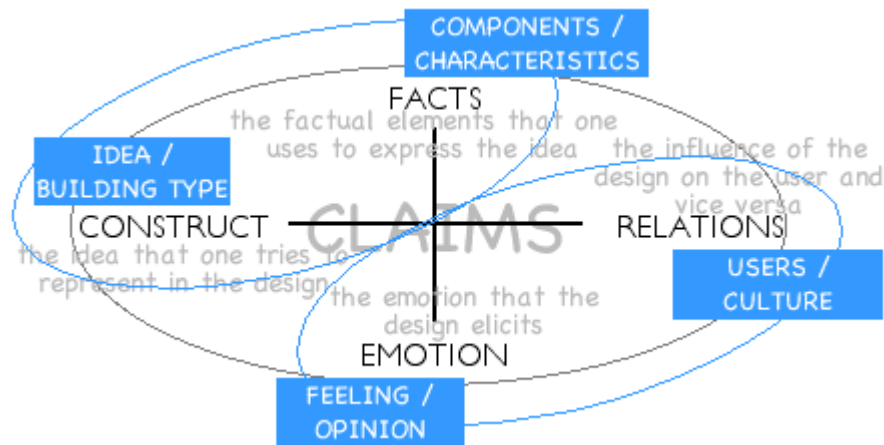 COMPONENTS /
CHARACTERISTICS
FACTS
the factual elements that one
uses to express the idea
IDEA /
BUILDING TYPE
CONSTRUCT
the idea that one tries to
represent in the design
CLAIMS
the influence of the
design on the user and
vice versa
RELATIONS
USERS /
CULTURE
the emotion that the
design elicits
EMOTION
FEELING /
OPINION